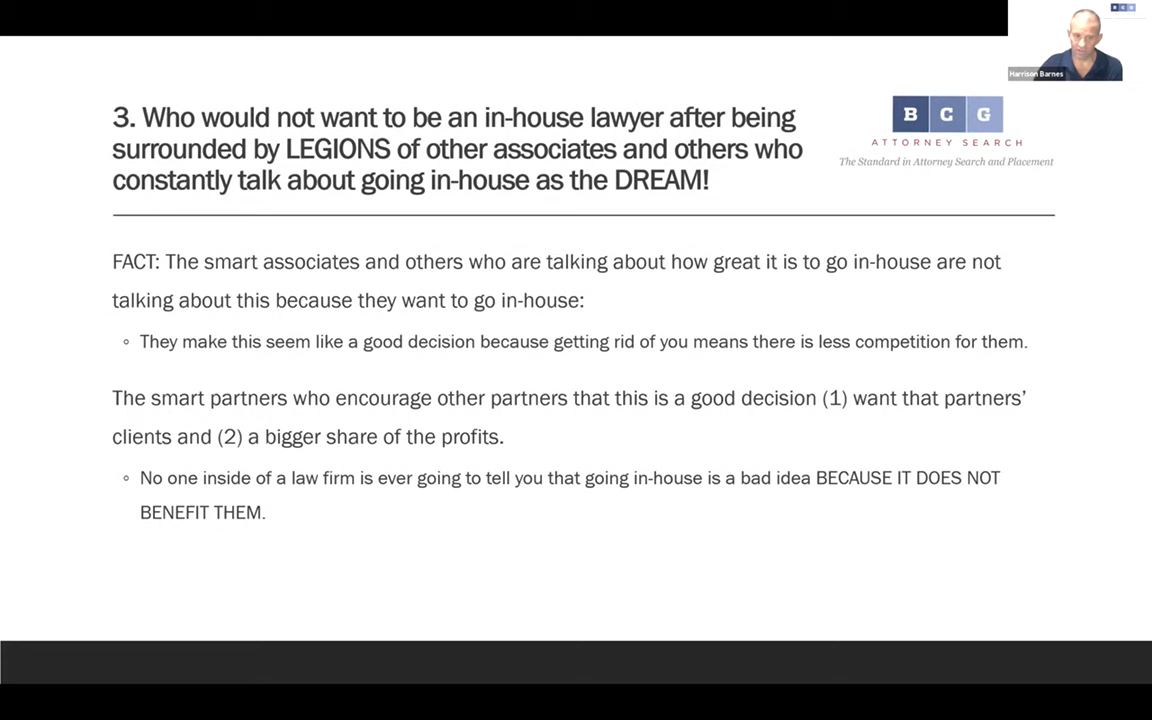 B C G
Harrison Barnes
3. Who would not want to be an in-house lawyer after being
surrounded by LEGIONS of other associates and others who
constantly talk about going in-house as the DREAM!
B C G
ATTORNEY SEARCH
The Standard in Attorney Search and Placement
FACT: The smart associates and others who are talking about how great it is to go in-house are not
talking about this because they want to go in-house:
◦ They make this seem like a good decision because getting rid of you means there is less competition for them.
The smart partners who encourage other partners that this is a good decision (1) want that partners’
clients and (2) a bigger share of the profits.
◦ No one inside of a law firm is ever going to tell you that going in-house is a bad idea BECAUSE IT DOES NOT
BENEFIT THEM.